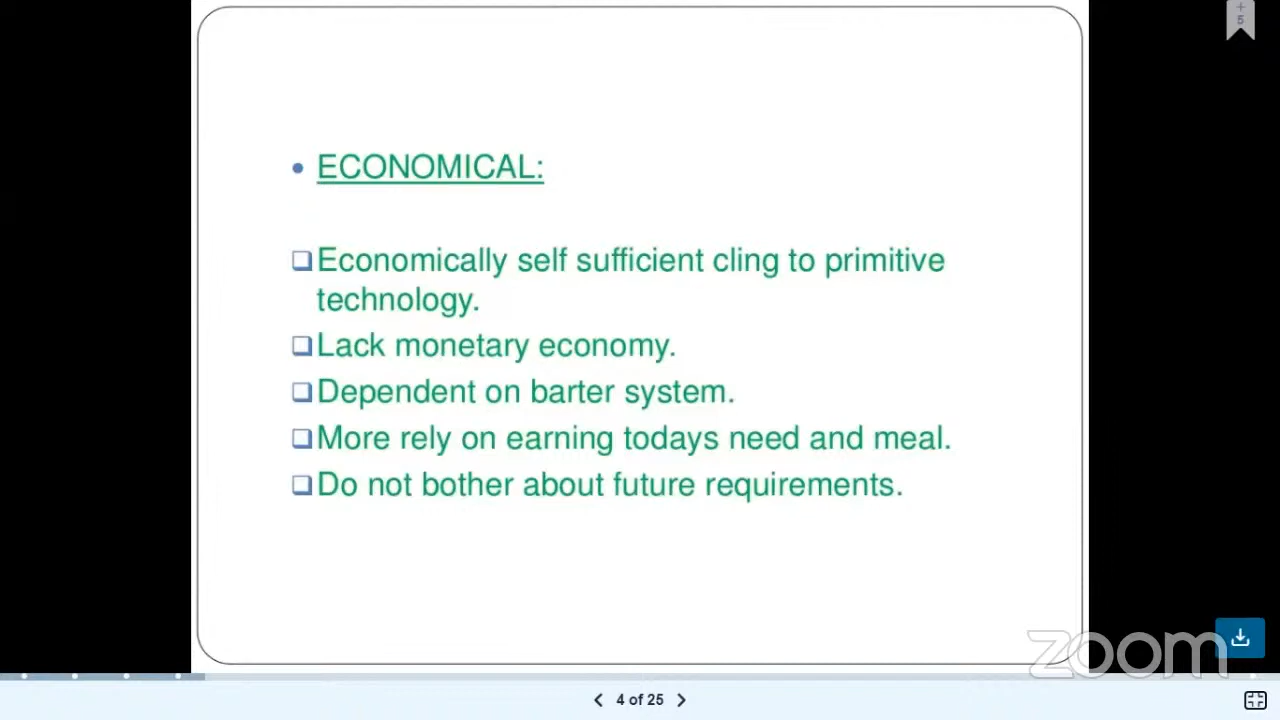 +
5
• ECONOMICAL:
❑Economically self sufficient cling to primitive
technology.
❑Lack monetary economy.
❑Dependent on barter system.
❑More rely on earning todays need and meal.
❑Do not bother about future requirements.
zoom
4 of 25